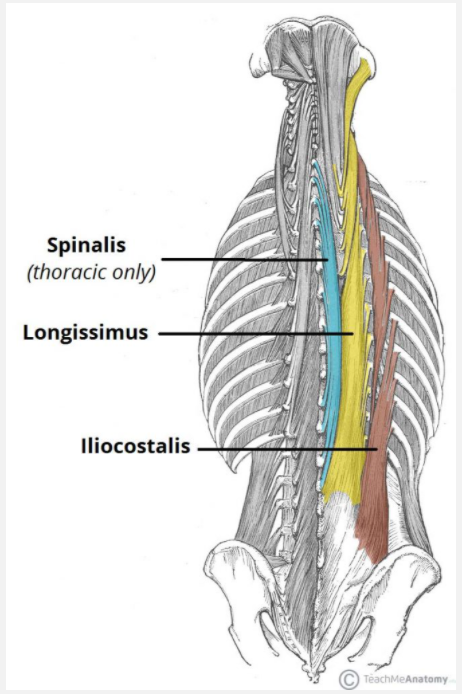 Spinalis
(thoracic only)
Longissimus
Iliocostalis
© TeachMeAnatomy